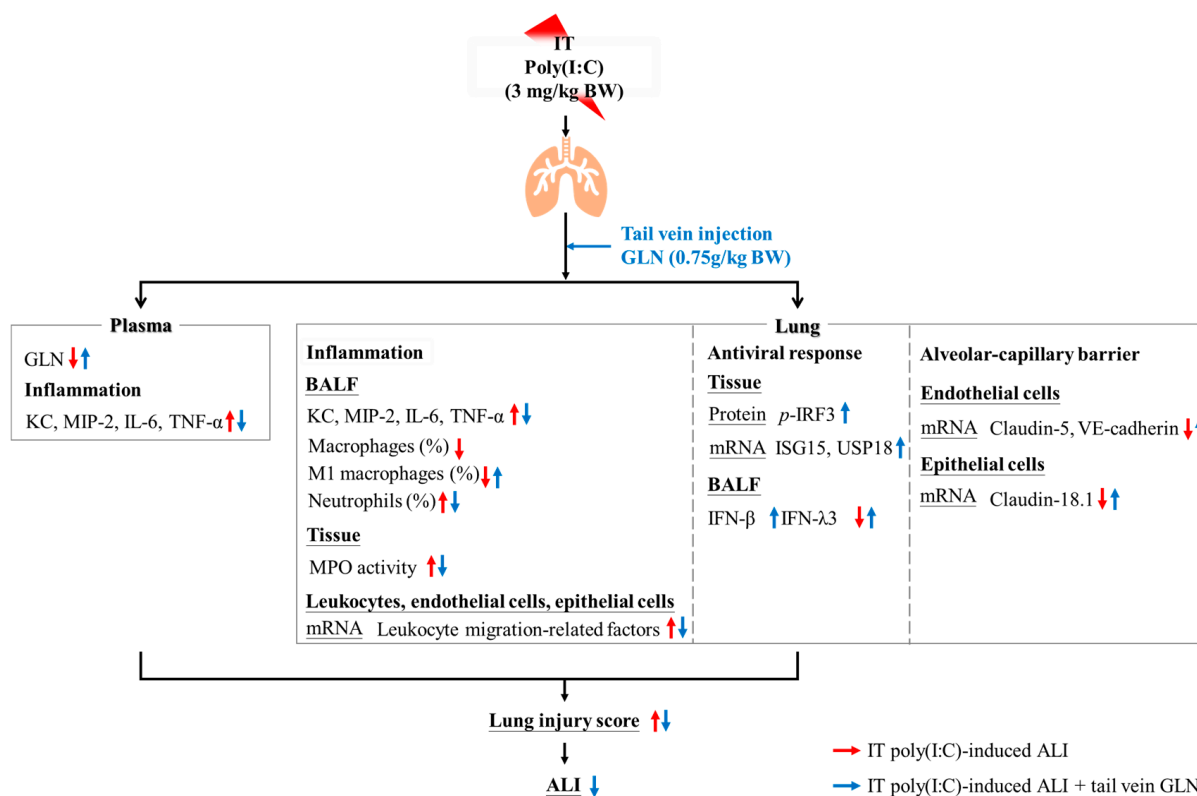 IT
Poly(I:C)
(3 mg/kg BW)
Tail vein injection
GLN (0.75g/kg BW)
Plasma
GLN
Inflammation
KC, MIP-2, IL-6, TNF-α
Lung
Inflammation
BALF
KC, MIP-2, IL-6, TNF-α
Macrophages (%)
M1 macrophages (%)
Neutrophils (%)
Tissue
MPO activity
Leukocytes, endothelial cells, epithelial cells
mRNA Leukocyte migration-related factors
Antiviral response
Tissue
Protein p-IRF3
mRNA ISG15, USP18
BALF
IFN-β IFN-λ3
Alveolar-capillary barrier
Endothelial cells
mRNA Claudin-5, VE-cadherin
Epithelial cells
mRNA Claudin-18.1
Lung injury score
ALI
IT poly(I:C)-induced ALI
IT poly(I:C)-induced ALI + tail vein GLN